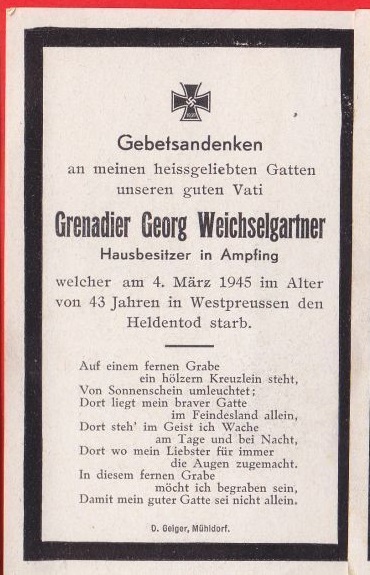 Gebetsandenken
an meinen heissgeliebten Gatten
unseren guten Vati
Grenadier Georg Weichselgartner
Hausbesitzer in Ampfing
welcher am 4. März 1945 im Alter
von 43 Jahren in Westpreussen den
Heldentod starb.
Auf einem fernen Grabe
ein hölzern Kreuzlein steht,
Von Sonnenschein umleuchtet;
Dort liegt mein braver Gatte
im Feindesland allein,
Dort steh' im Geist ich Wache
am Tage und bei Nacht,
Dort wo mein Liebster für immer
die Augen zugemacht.
In diesem fernen Grabe
möcht ich begraben sein,
Damit mein guter Gatte sei nicht allein.
D. Geiger, Mühldorf.